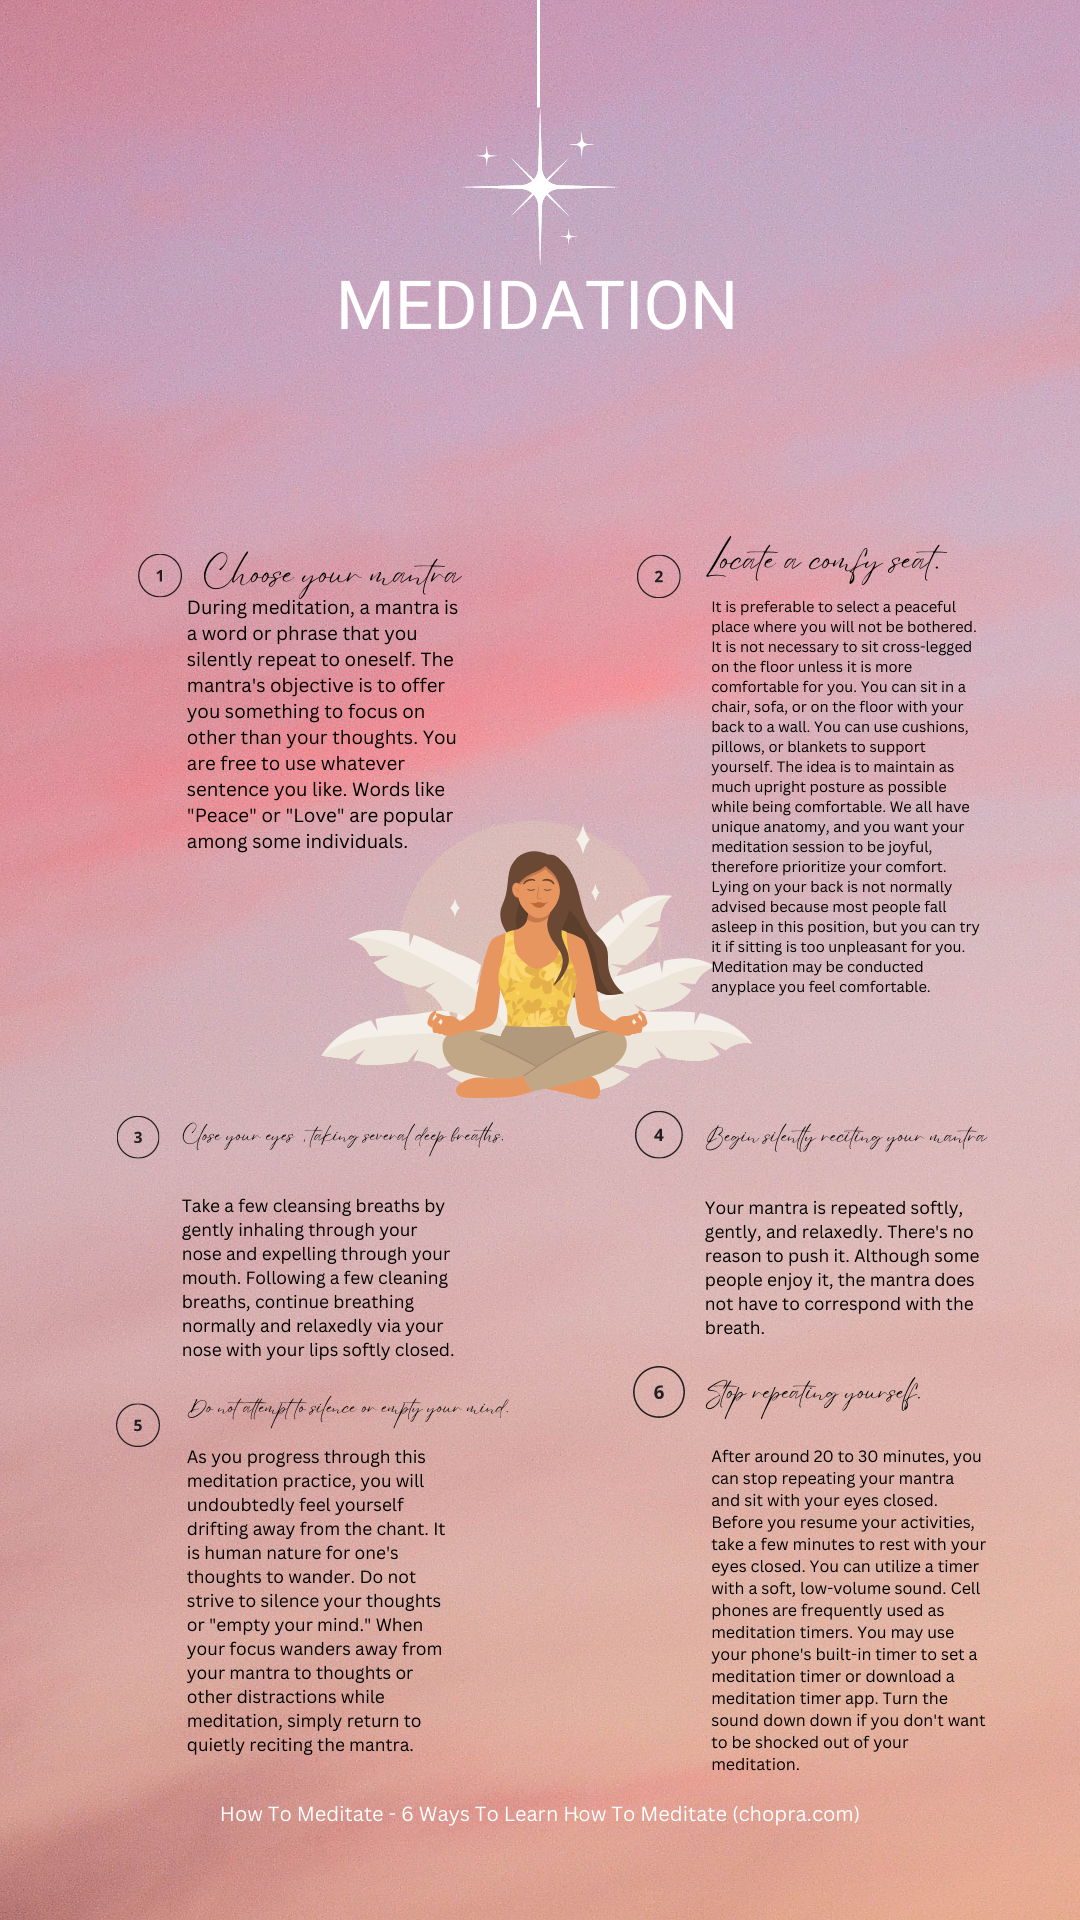 MEDIDATION
1
Choose your mantra
During meditation, a mantra is
a word or phrase that you
silently repeat to oneself. The
mantra's objective is to offer
you something to focus on
other than your thoughts. You
are free to use whatever
sentence you like. Words like
"Peace" or "Love" are popular
among some individuals.
2
Locate a comfy seat.
It is preferable to select a peaceful
place where you will not be bothered.
It is not necessary to sit cross-legged
on the floor unless it is more
comfortable for you. You can sit in a
chair, sofa, or on the floor with your
back to a wall. You can use cushions,
pillows, or blankets to support
yourself. The idea is to maintain as
much upright posture as possible
while being comfortable. We all have
unique anatomy, and you want your
meditation session to be joyful,
therefore prioritize your comfort.
Lying on your back is not normally
advised because most people fall
asleep in this position, but you can try
it if sitting is too unpleasant for you.
Meditation may be conducted
anyplace you feel comfortable.
3
Close your eyes , taking several deep breaths.
Take a few cleansing breaths by
gently inhaling through your
nose and expelling through your
mouth. Following a few cleaning
breaths, continue breathing
normally and relaxedly via your
nose with your lips softly closed.
4
Begin silently reciting your mantra
Your mantra is repeated softly,
gently, and relaxedly. There's no
reason to push it. Although some
people enjoy it, the mantra does
not have to correspond with the
breath.
5
Do not attempt to silence or empty your mind.
As you progress through this
meditation practice, you will
undoubtedly feel yourself
drifting away from the chant. It
is human nature for one's
thoughts to wander. Do not
strive to silence your thoughts
or "empty your mind." When
your focus wanders away from
your mantra to thoughts or
other distractions while
meditation, simply return to
quietly reciting the mantra.
6
Stop repeating yourself.
After around 20 to 30 minutes, you
can stop repeating your mantra
and sit with your eyes closed.
Before you resume your activities,
take a few minutes to rest with your
eyes closed. You can utilize a timer
with a soft, low-volume sound. Cell
phones are frequently used as
meditation timers. You may use
your phone's built-in timer to set a
meditation timer or download a
meditation timer app. Turn the
sound down down if you don't want
to be shocked out of your
meditation.
How To Meditate - 6 Ways To Learn How To Meditate (chopra.com)